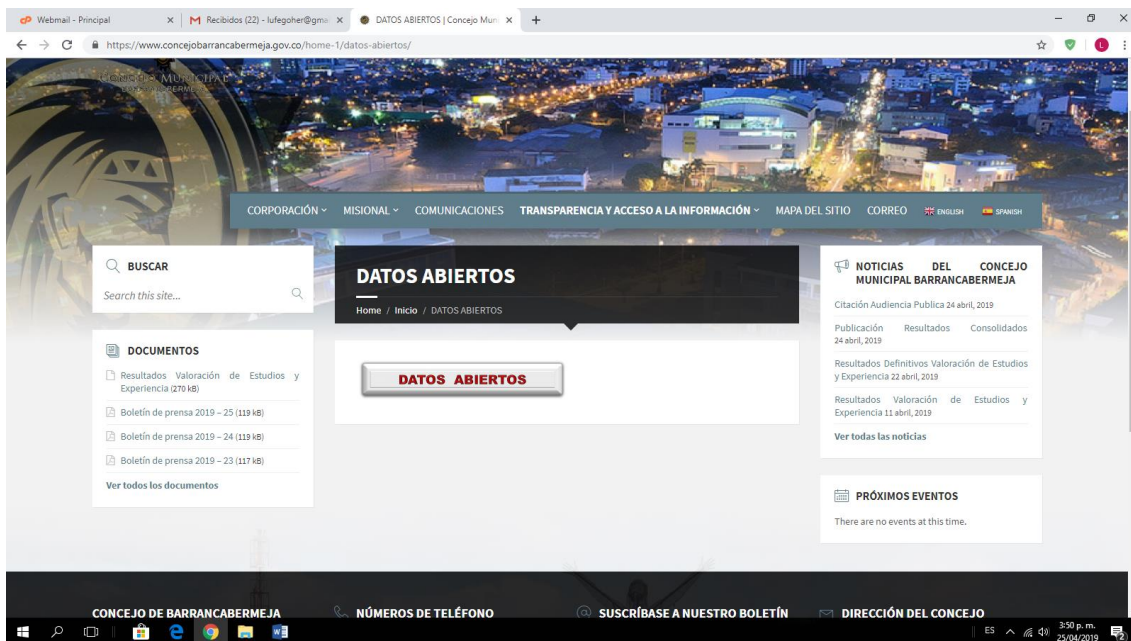 Webmail - Principal
Recibidos (22) - lufegoher@gma
DATOS ABIERTOS | Concejo Mun
https://www.concejobarrancabermeja.gov.co/home-1/datos-abiertos/
L
CONCEJO MUNICIPAL
CORPORACIÓN
MISIONAL
COMUNICACIONES
TRANSPARENCIA Y ACCESO A LA INFORMACIÓN
MAPA DEL SITIO
CORREO
ENGLISH
SPANISH
BUSCAR
Search this site...
DOCUMENTOS
Resultados Valoración de Estudios y
Experiencia (270 kB)
Boletín de prensa 2019 – 25 (119 kB)
Boletín de prensa 2019 – 24 (119 kB)
Boletín de prensa 2019 – 23 (117 kB)
Ver todos los documentos
DATOS ABIERTOS
Home / Inicio / DATOS ABIERTOS
DATOS ABIERTOS
NOTICIAS DEL CONCEJO
MUNICIPAL BARRANCABERMEJA
Citación Audiencia Publica 24 abril, 2019
Publicación Resultados Consolidados
24 abril, 2019
Resultados Definitivos Valoración de Estudios
y Experiencia 22 abril, 2019
Resultados Valoración de Estudios y
Experiencia 11 abril, 2019
Ver todas las noticias
PRÓXIMOS EVENTOS
There are no events at this time.
CONCEJO DE BARRANCABERMEJA
NÚMEROS DE TELÉFONO
SUSCRÍBASE A NUESTRO BOLETÍN
DIRECCIÓN DEL CONCEJO
ES
3:50 p. m.
25/04/2019